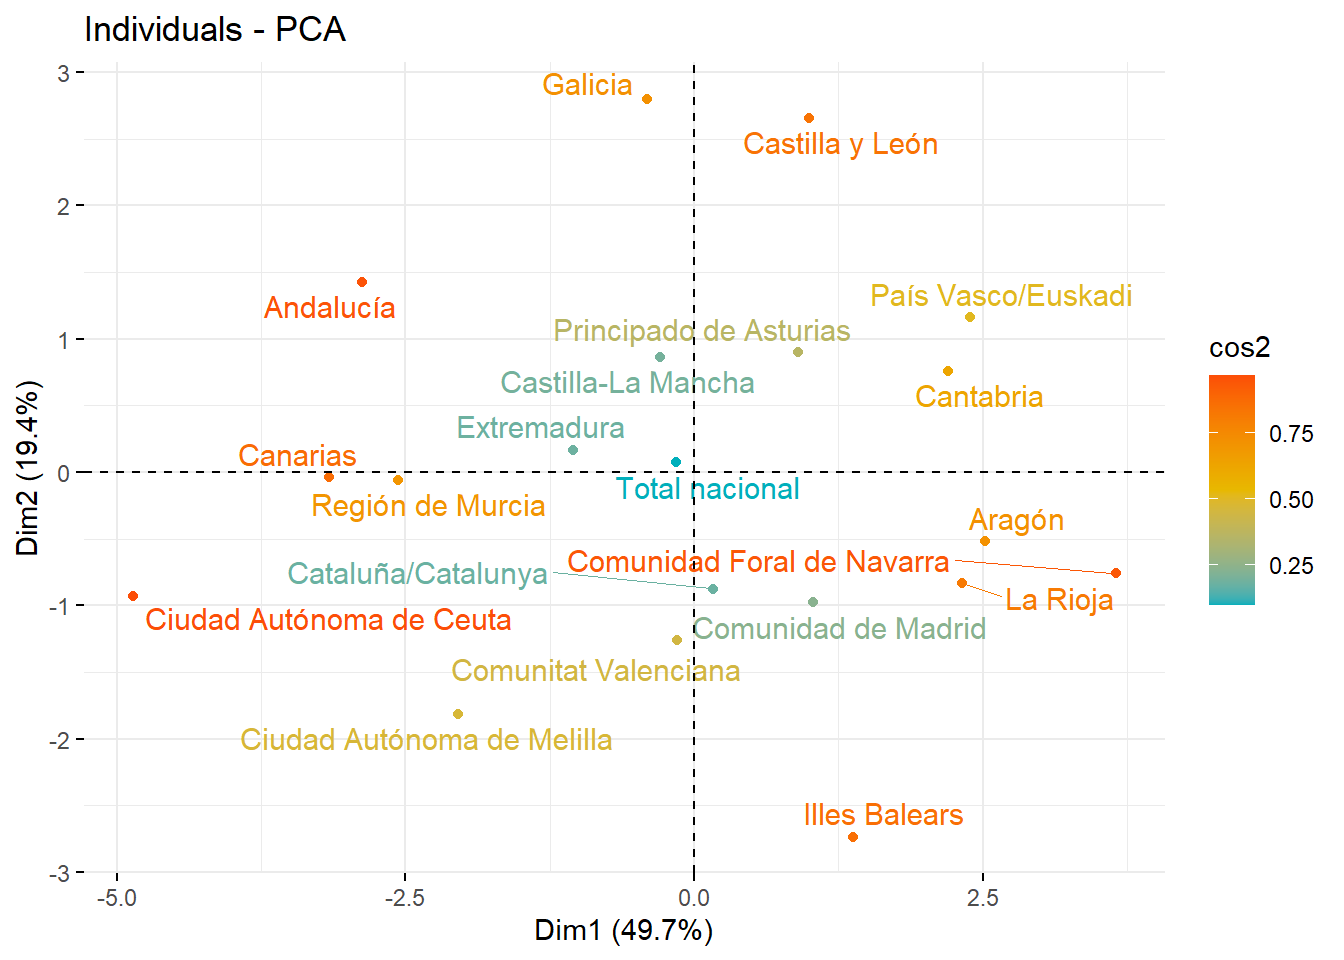 Individuals - PCA
3
Galicia
Castilla y León
2
Andalucía
País Vasco/Euskadi
Principado de Asturias
1
Castilla-La Mancha
Cantabria
Extremadura
Canarias
0
Total nacional
Región de Murcia
Aragón
Comunidad Foral de Navarra
Cataluña/Catalunya
La Rioja
-1
Ciudad Autónoma de Ceuta
Comunidad de Madrid
Comunitat Valenciana
Ciudad Autónoma de Melilla
-2
Illes Balears
-3
-5.0 -2.5 0.0 2.5
Dim1 (49.7%)
Dim2 (19.4%)
cos2
0.75
0.50
0.25